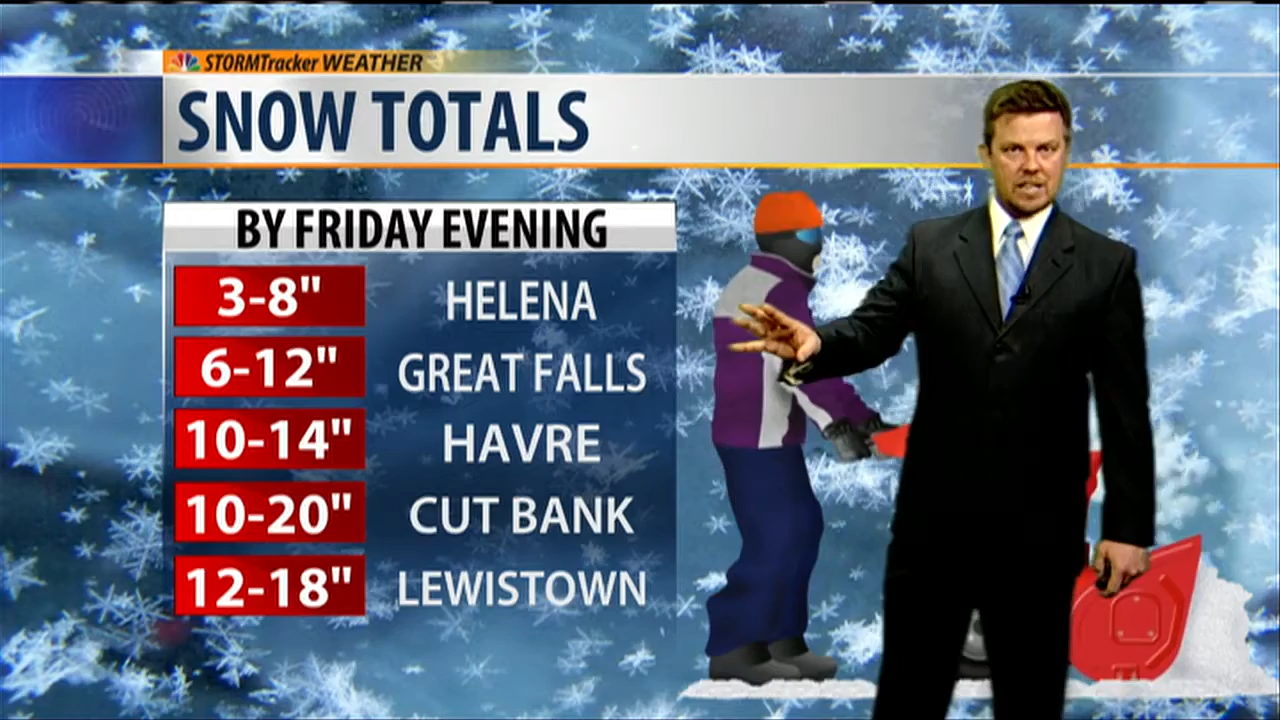 STORMTracker WEATHER
SNOW TOTALS
BY FRIDAY EVENING
3-8" HELENA
6-12" GREAT FALLS
10-14" HAVRE
10-20" CUT BANK
12-18" LEWISTOWN